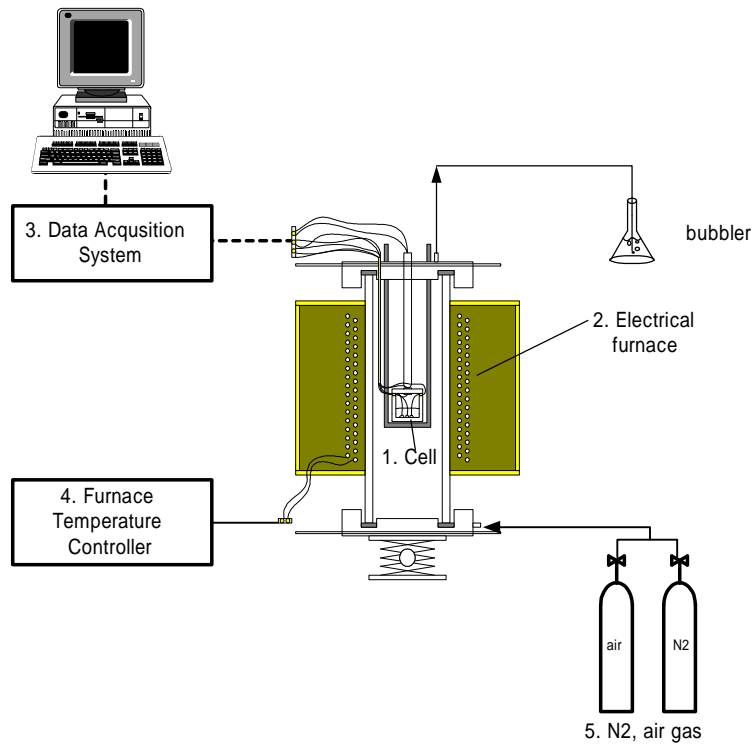 3. Data Acqusition
System
bubbler
2. Electrical
furnace
1. Cell
4. Furnace
Temperature
Controller
air
N2
5. N2, air gas